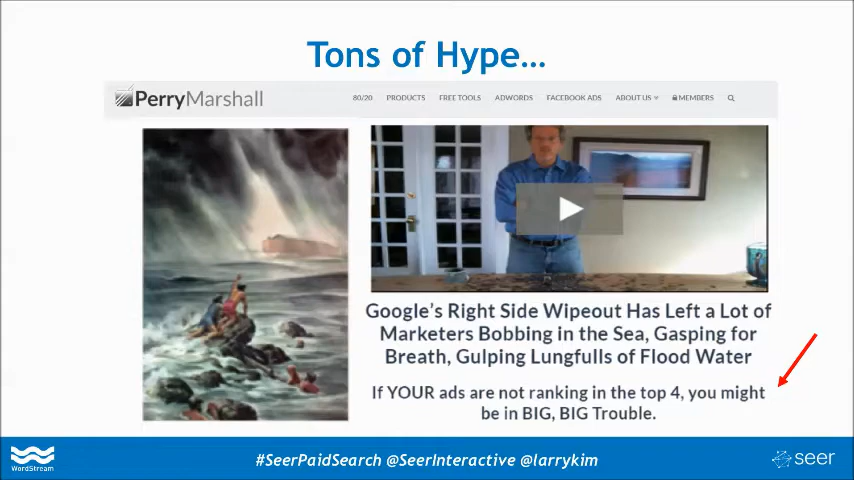 Tons of Hype…
PerryMarshall
80/20 PRODUCTS FREE TOOLS ADWORDS FACEBOOK ADS ABOUT US MEMBERS
Google's Right Side Wipeout Has Left a Lot of
Marketers Bobbing in the Sea, Gasping for
Breath, Gulping Lungfulls of Flood Water
If YOUR ads are not ranking in the top 4, you might
be in BIG, BIG Trouble.
WordStream
#SeerPaidSearch @SeerInteractive @larrykim
seer